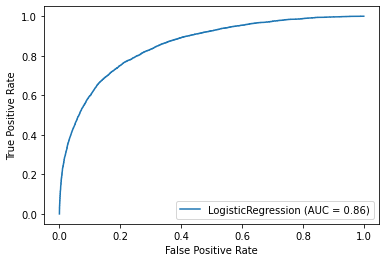 1.0
0.8
0.6
0.4
0.2
0.0
True Positive Rate
LogisticRegression (AUC = 0.86)
0.0 0.2 0.4 0.6 0.8 1.0
False Positive Rate